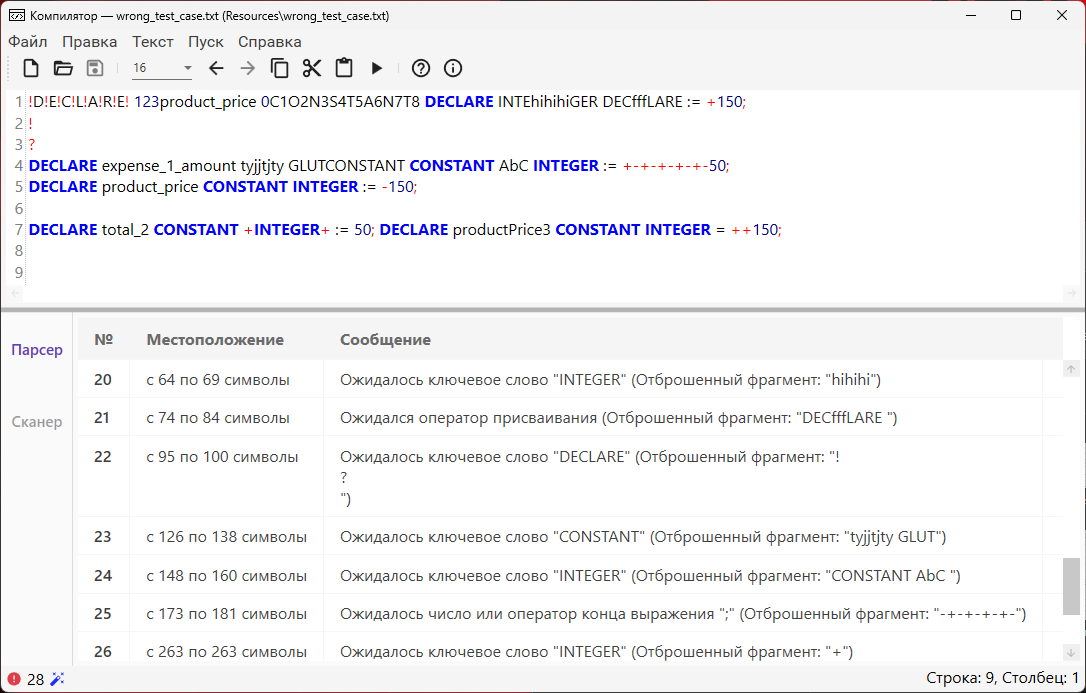 Компилятор — wrong_test_case.txt (Resources\wrong_test_case.txt)
Файл Правка Текст Пуск Справка
16
1 !D!E!C!L!A!R!E! 123product_price 0C1O2N3S4T5A6N7T8 DECLARE INTEhihihiGER DECfffLARE := +150;
2 !
3 ?
4 DECLARE expense_1_amount tyjjtjty GLUTCONSTANT CONSTANT AbC INTEGER := +-+-+-+-+-50;
5 DECLARE product_price CONSTANT INTEGER := -150;
6
7 DECLARE total_2 CONSTANT +INTEGER+ := 50; DECLARE productPrice3 CONSTANT INTEGER = ++150;
8
9
Парсер
Сканер
№ Местоположение Сообщение
20 с 64 по 69 символы Ожидалось ключевое слово "INTEGER" (Отброшенный фрагмент: "hihihi")
21 с 74 по 84 символы Ожидался оператор присваивания (Отброшенный фрагмент: "DECfffLARE ")
22 с 95 по 100 символы Ожидалось ключевое слово "DECLARE" (Отброшенный фрагмент: "!
?
")
23 с 126 по 138 символы Ожидалось ключевое слово "CONSTANT" (Отброшенный фрагмент: "tyjjtjty GLUT")
24 с 148 по 160 символы Ожидалось ключевое слово "INTEGER" (Отброшенный фрагмент: "CONSTANT AbC ")
25 с 173 по 181 символы Ожидалось число или оператор конца выражения ";" (Отброшенный фрагмент: "-+-+-+-+-")
26 с 263 по 263 символы Ожидалось ключевое слово "INTEGER" (Отброшенный фрагмент: "+")
28
Строка: 9, Столбец: 1